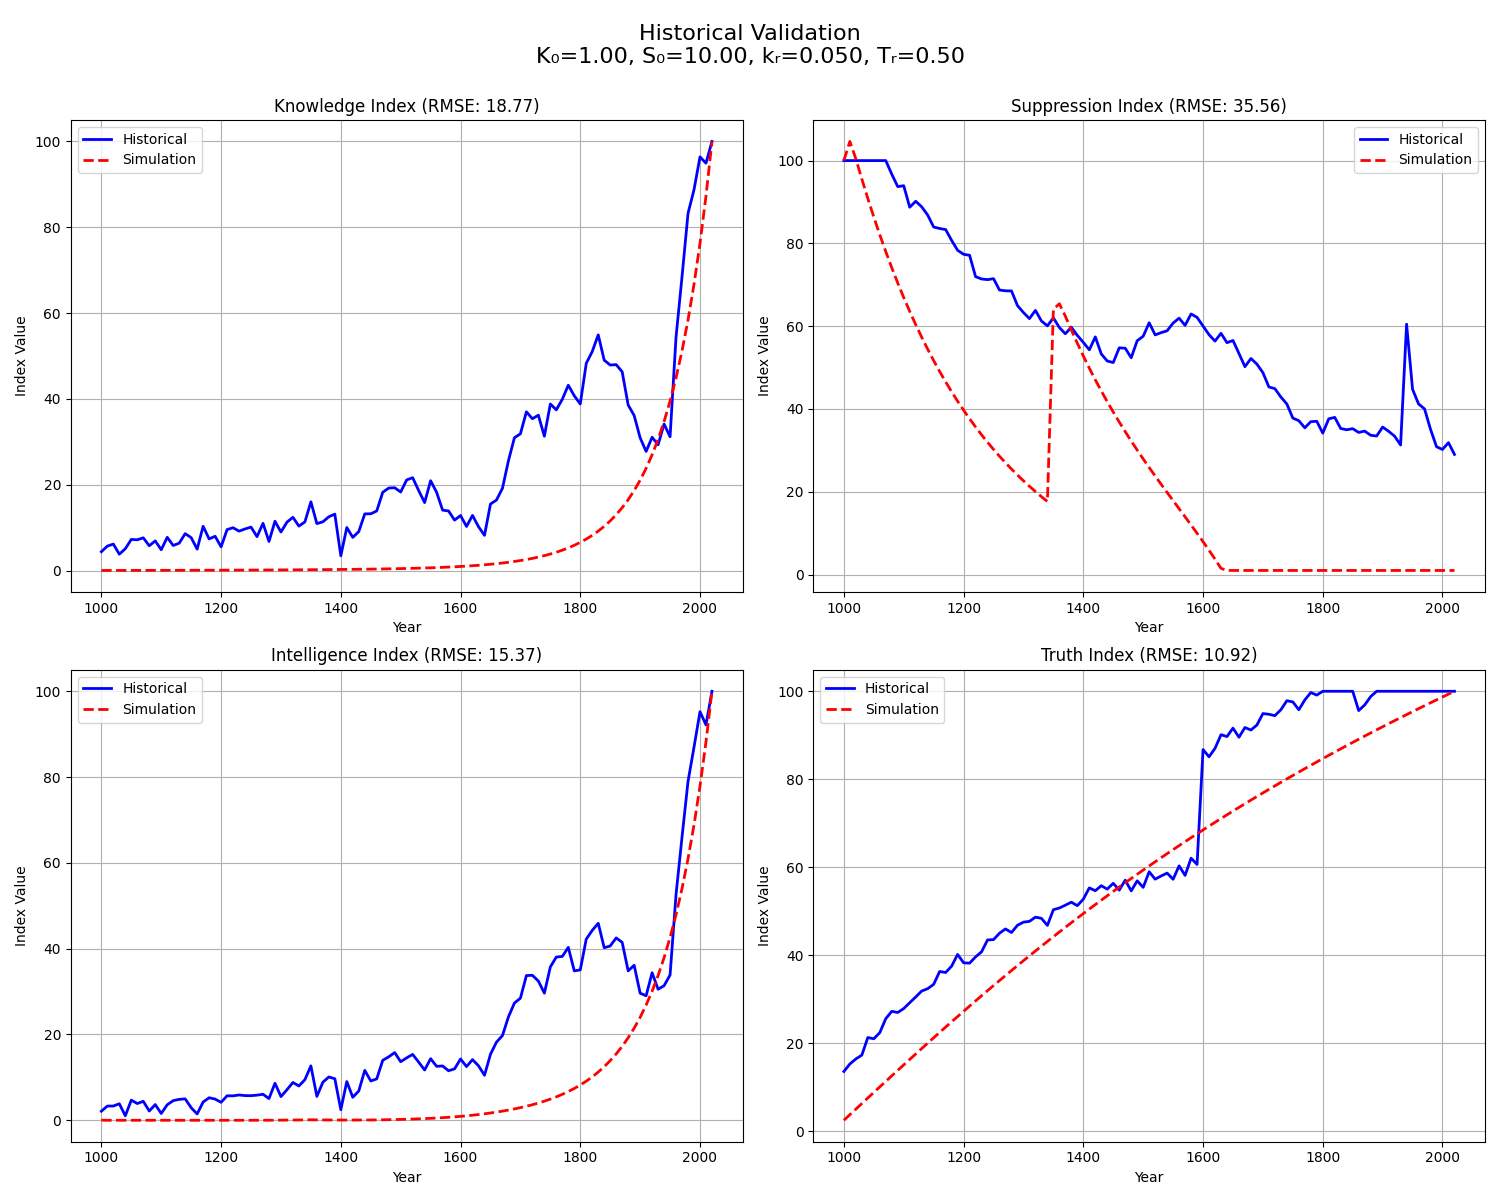 Historical Validation
K₀=1.00, S₀=10.00, kᵣ=0.050, Tᵣ=0.50
Knowledge Index (RMSE: 18.77)
Historical
Simulation
Index Value
100
80
60
40
20
0
1000 1200 1400 1600 1800 2000
Year
Suppression Index (RMSE: 35.56)
Historical
Simulation
Index Value
100
80
60
40
20
0
1000 1200 1400 1600 1800 2000
Year
Intelligence Index (RMSE: 15.37)
Historical
Simulation
Index Value
100
80
60
40
20
0
1000 1200 1400 1600 1800 2000
Year
Truth Index (RMSE: 10.92)
Historical
Simulation
Index Value
100
80
60
40
20
0
1000 1200 1400 1600 1800 2000
Year